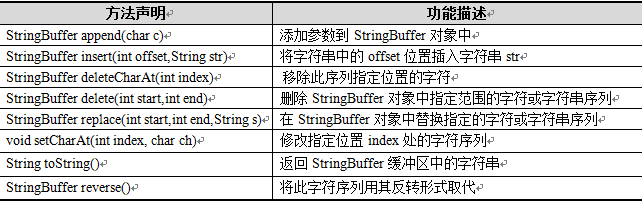 方法声明 功能描述
StringBuffer append(char c) 添加参数到 StringBuffer 对象中
StringBuffer insert(int offset,String str) 将字符串中的 offset 位置插入字符串 str
StringBuffer deleteCharAt(int index) 移除此序列指定位置的字符
StringBuffer delete(int start,int end) 删除 StringBuffer 对象中指定范围的字符或字符串序列
StringBuffer replace(int start,int end,String s) 在 StringBuffer 对象中替换指定的字符或字符串序列
void setCharAt(int index, char ch) 修改指定位置 index 处的字符序列
String toString() 返回 StringBuffer 缓冲区中的字符串
StringBuffer reverse() 将此字符序列用其反转形式取代